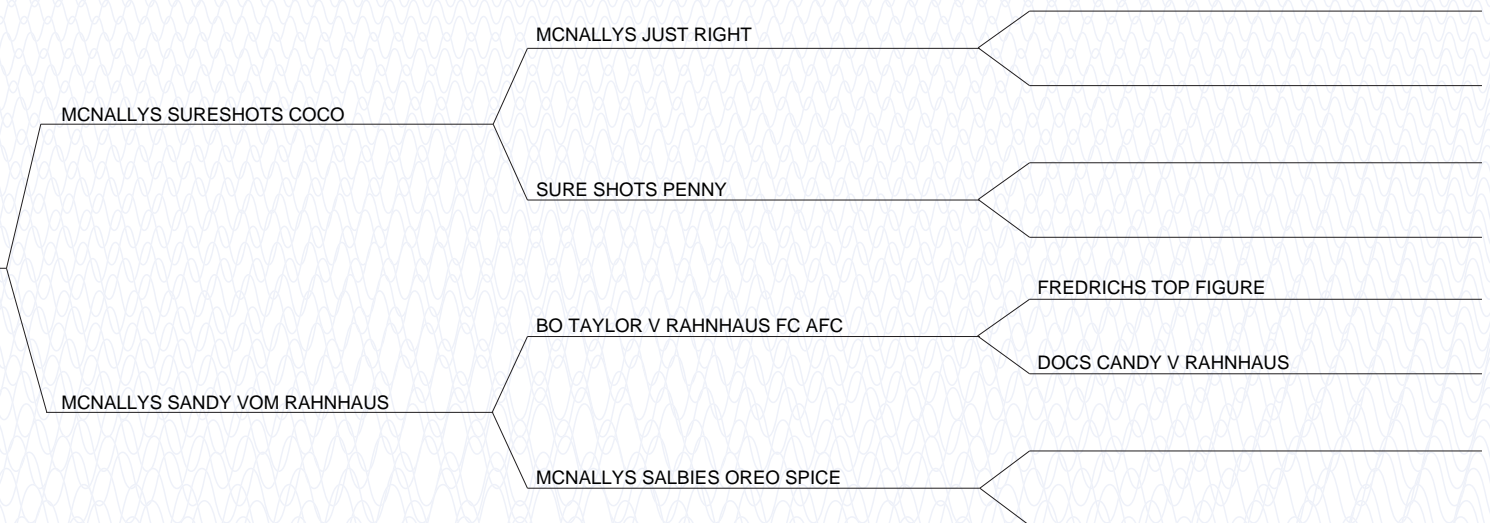 MCNALLYS JUST RIGHT
MCNALLYS SURESHOTS COCO
SURE SHOTS PENNY
FREDRICHS TOP FIGURE
BO TAYLOR V RAHNHAUS FC AFC
DOCS CANDY V RAHNHAUS
MCNALLYS SANDY VOM RAHNHAUS
MCNALLYS SALBIES OREO SPICE